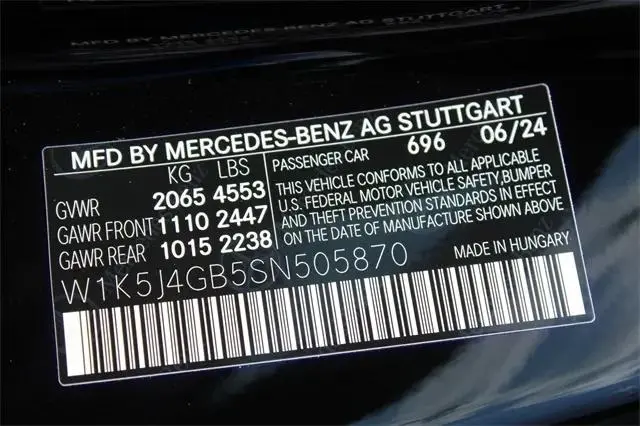 MFD BY MERCEDES-BENZ AG STUTTGART
KG LBS
GVWR 2065 4553
GAWR FRONT 1110 2447
GAWR REAR 1015 2238
PASSENGER CAR 696 06/24
THIS VEHICLE CONFORMS TO ALL APPLICABLE
U.S. FEDERAL MOTOR VEHICLE SAFETY, BUMPER
AND THEFT PREVENTION STANDARDS IN EFFECT
ON THE DATE OF MANUFACTURE SHOWN ABOVE
W1K5J4GB5SN505870
MADE IN HUNGARY